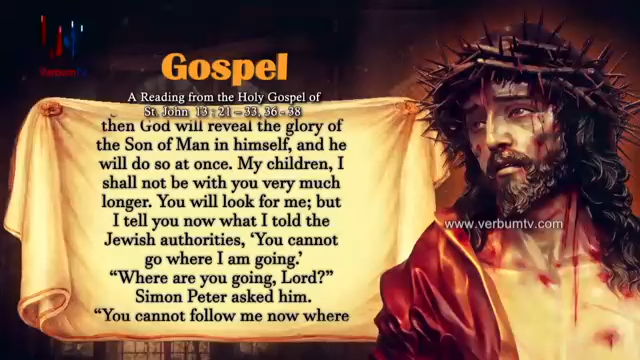 VerbumTV
Gospel
A Reading from the Holy Gospel of
St. John 13 : 21 – 33, 36 - 38
then God will reveal the glory of
the Son of Man in himself, and he
will do so at once. My children, I
shall not be with you very much
longer. You will look for me; but
I tell you now what I told the
Jewish authorities, ‘You cannot
go where I am going.’
“Where are you going, Lord?”
Simon Peter asked him.
“You cannot follow me now where
www.verbumtv.com